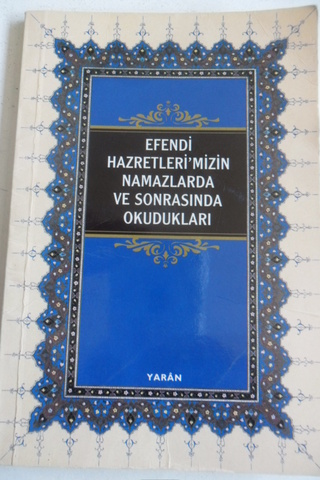 EFENDİ
HAZRETLERİ'MİZİN
NAMAZLARDA
VE SONRASINDA
OKUDUKLARI
YARÂN